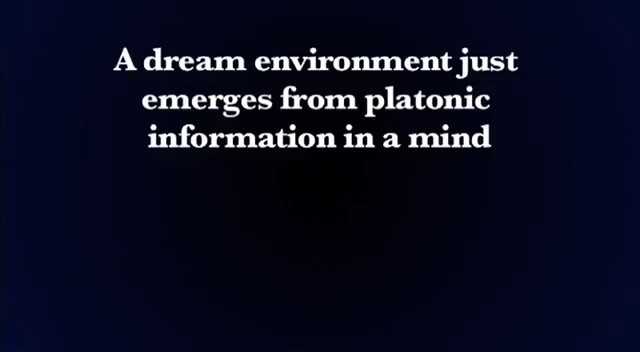 A dream environment just
emerges from platonic
information in a mind